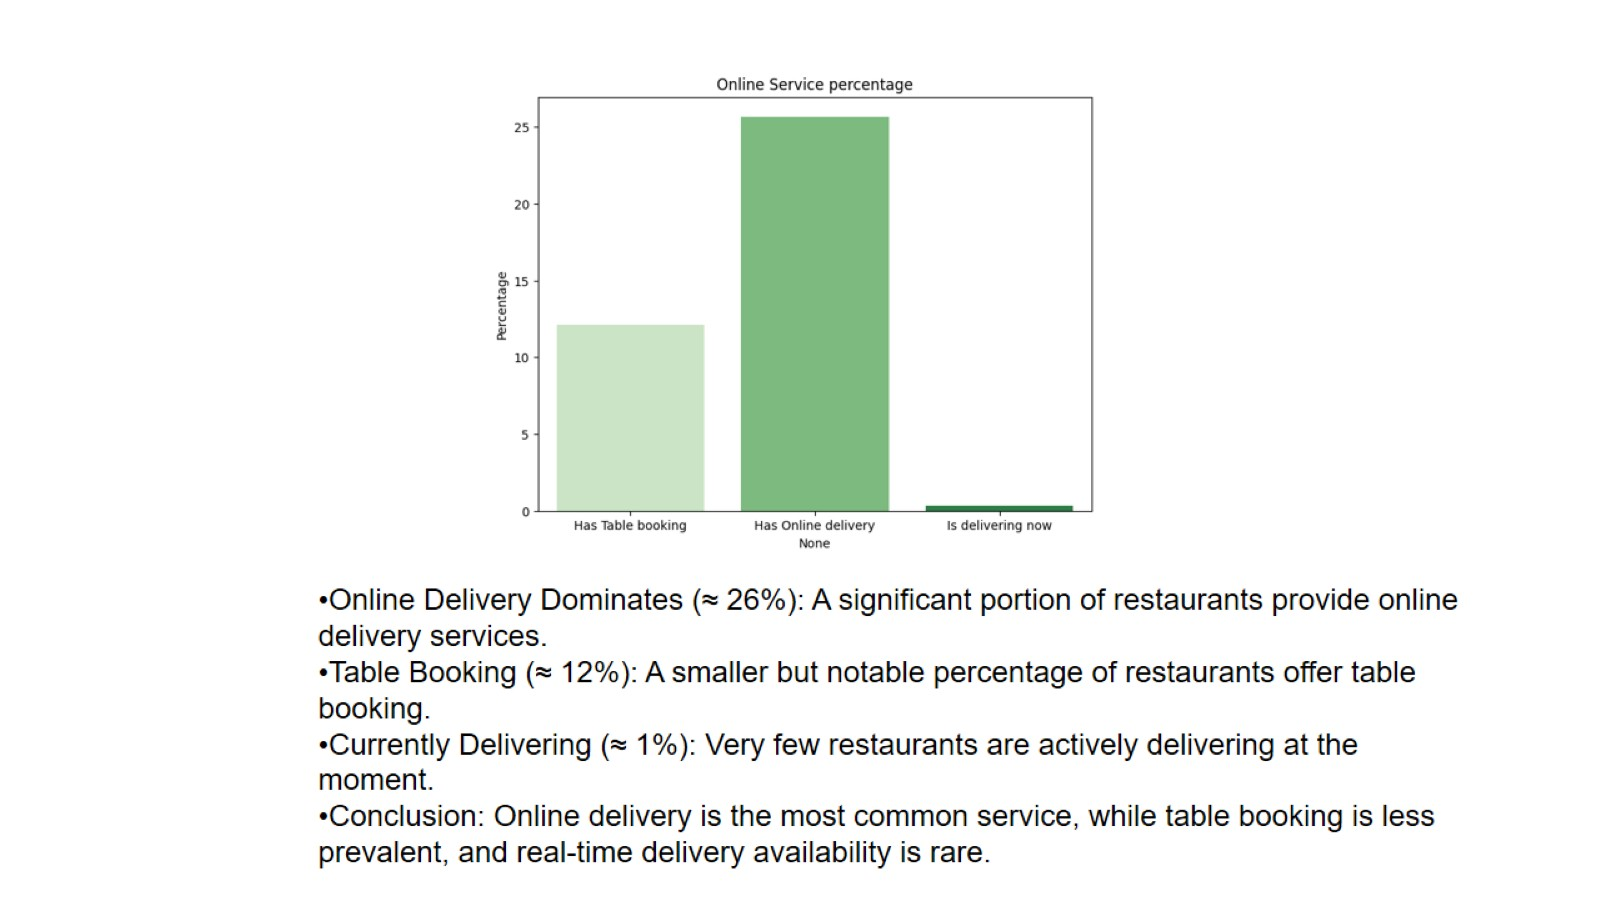 Online Service percentage
25
20
15
10
5
0
Percentage
Has Table booking
Has Online delivery
Is delivering now
None
•Online Delivery Dominates (≈ 26%): A significant portion of restaurants provide online
delivery services.
•Table Booking (≈ 12%): A smaller but notable percentage of restaurants offer table
booking.
•Currently Delivering (≈ 1%): Very few restaurants are actively delivering at the
moment.
•Conclusion: Online delivery is the most common service, while table booking is less
prevalent, and real-time delivery availability is rare.